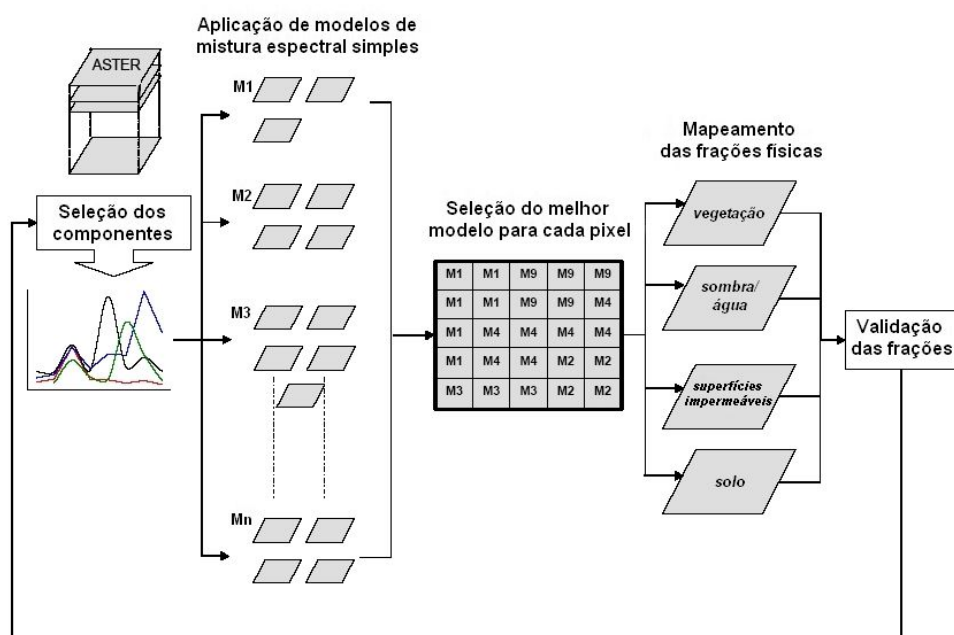 Aplicação de modelos de
mistura espectral simples
ASTER
Seleção dos
componentes
M1
M2
M3
Mn
Seleção do melhor
modelo para cada pixel
M1 M1 M9 M9 M9
M1 M1 M9 M9 M4
M1 M4 M4 M4 M4
M1 M4 M4 M2 M2
M3 M3 M3 M2 M2
Mapeamento
das frações físicas
vegetação
sombra/
água
superfícies
impermeáveis
solo
Validação
das frações